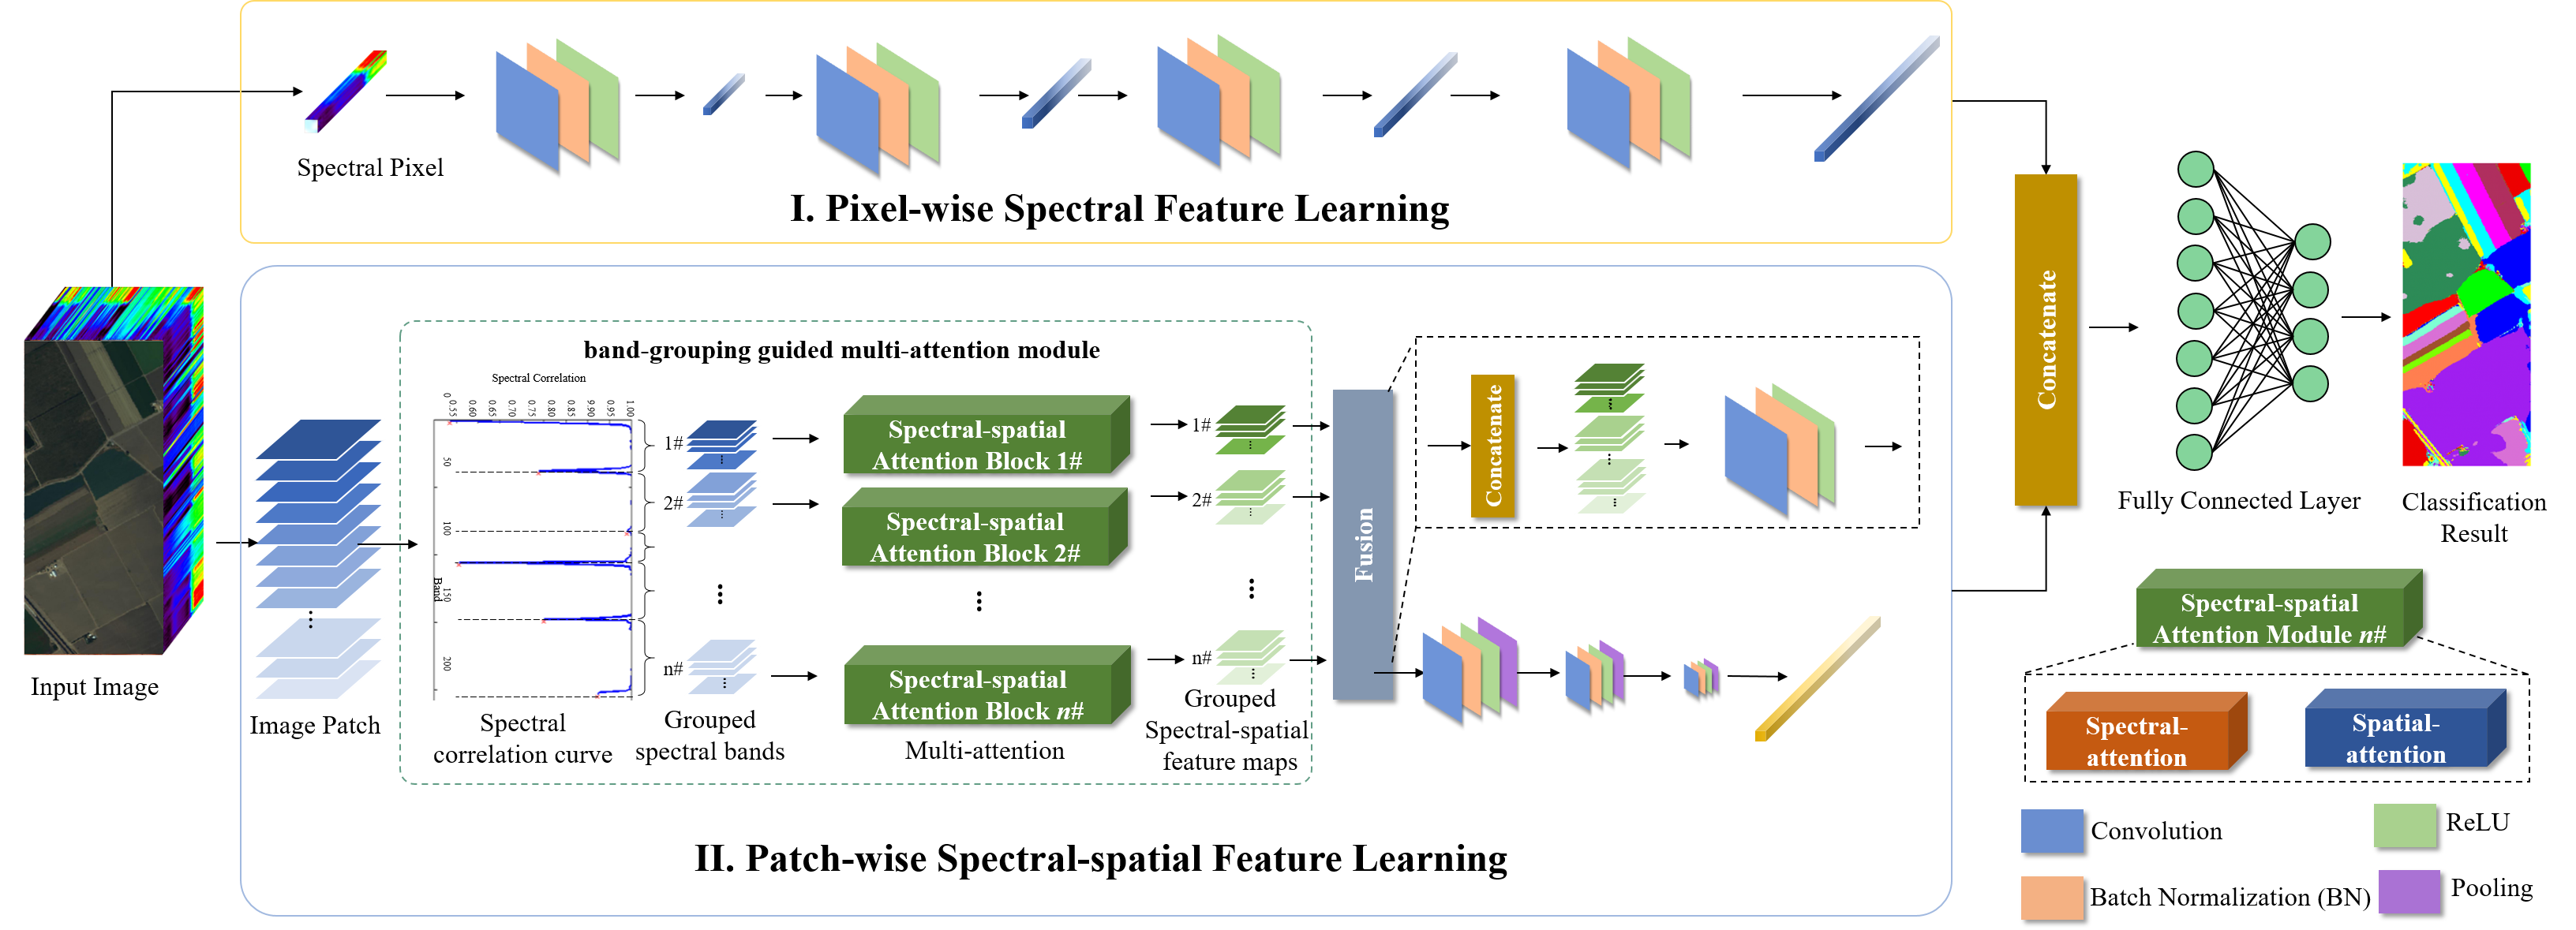 Spectral Pixel
I. Pixel-wise Spectral Feature Learning
Input Image
Image Patch
band-grouping guided multi-attention module
Spectral Correlation
0
0.55
0.60
0.65
0.70
0.75
0.80
0.85
0.90
0.95
1.00
50
100
150
200
Band
Spectral
correlation curve
1#
2#
n#
Grouped
spectral bands
Spectral-spatial
Attention Block 1#
Spectral-spatial
Attention Block 2#
Spectral-spatial
Attention Block n#
Multi-attention
1#
2#
n#
Grouped
Spectral-spatial
feature maps
Fusion
Concatenate
II. Patch-wise Spectral-spatial Feature Learning
Concatenate
Fully Connected Layer
Classification
Result
Spectral-spatial
Attention Module n#
Spectral-
attention
Spatial-
attention
Convolution
ReLU
Batch Normalization (BN)
Pooling